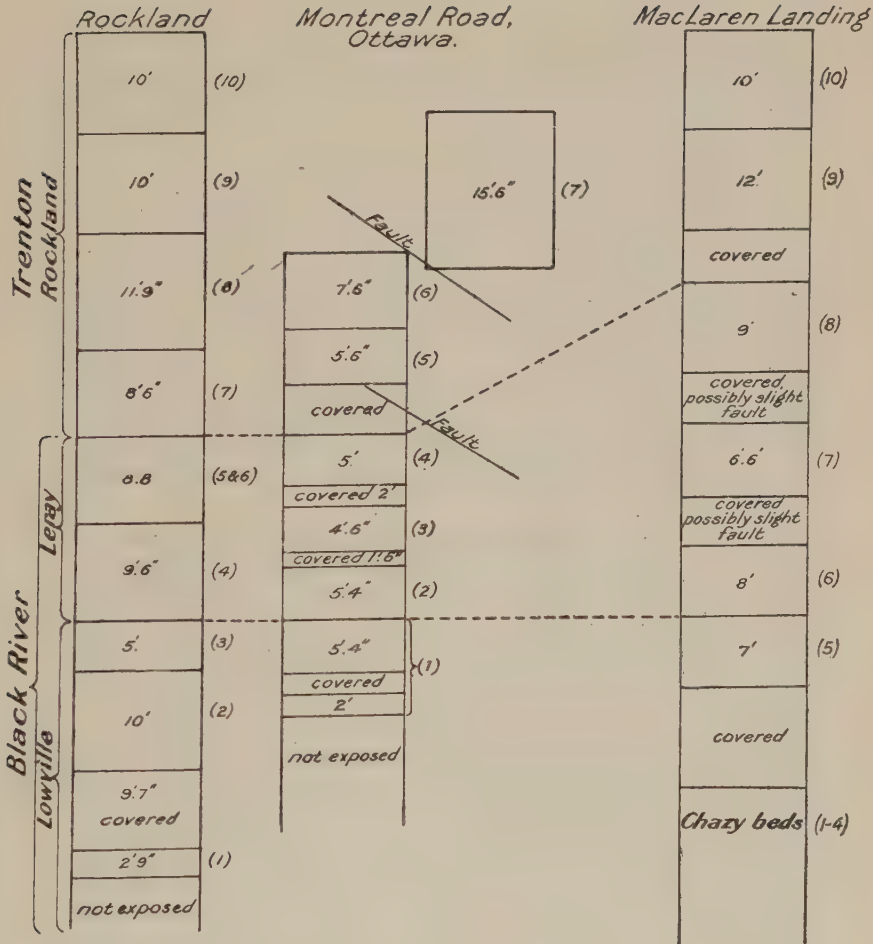 Rockland
Montreal Road,
Ottawa.
MacLaren Landing
Trenton
Rockland
Black River
Leray
Lowville
10' (10)
10' (9)
11'.9" (8)
8'6" (7)
8.8 (5&6)
9'.6" (4)
5'. (3)
10' (2)
9'.7"
covered
2'9" (1)
not exposed
15'.6" (7)
Fault
7'.6" (6)
5'.6" (5)
covered
Fault
5' (4)
covered 2'
4'.6" (3)
covered 1'.6"
5'.4" (2)
5'.4"
covered
2'
(1)
not exposed
10' (10)
12'. (9)
covered
9' (8)
covered,
possibly slight
fault
6'.6' (7)
covered
possibly slight
fault
8' (6)
7' (5)
covered
Chazy beds (1-4)